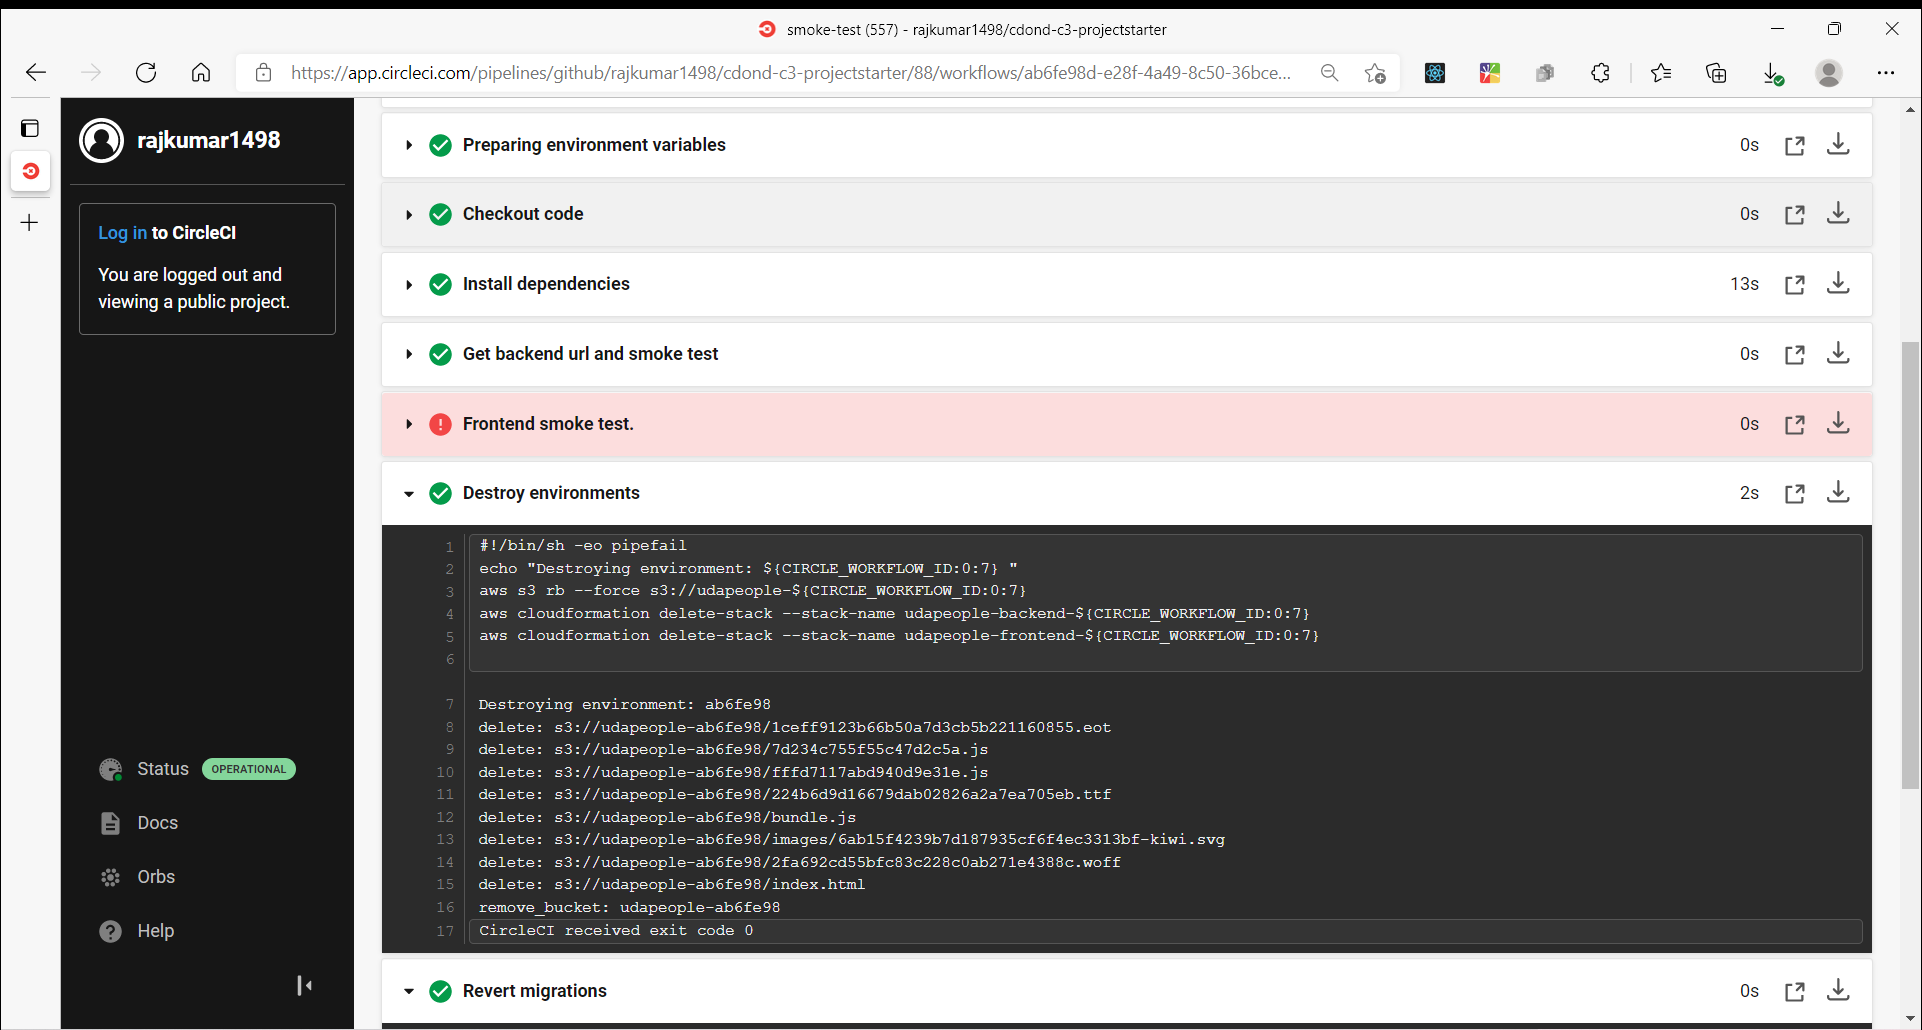 smoke-test (557) - rajkumar1498/cdond-c3-projectstarter
https://app.circleci.com/pipelines/github/rajkumar1498/cdond-c3-projectstarter/88/workflows/ab6fe98d-e28f-4a49-8c50-36bce...
rajkumar1498
Log in to CircleCI
You are logged out and
viewing a public project.
Status OPERATIONAL
Docs
Orbs
Help
Preparing environment variables 0s
Checkout code 0s
Install dependencies 13s
Get backend url and smoke test 0s
Frontend smoke test. 0s
Destroy environments 2s
1 #!/bin/sh -eo pipefail
2 echo "Destroying environment: ${CIRCLE_WORKFLOW_ID:0:7} "
3 aws s3 rb --force s3://udapeople-${CIRCLE_WORKFLOW_ID:0:7}
4 aws cloudformation delete-stack --stack-name udapeople-backend-${CIRCLE_WORKFLOW_ID:0:7}
5 aws cloudformation delete-stack --stack-name udapeople-frontend-${CIRCLE_WORKFLOW_ID:0:7}
6
7 Destroying environment: ab6fe98
8 delete: s3://udapeople-ab6fe98/1ceff9123b66b50a7d3cb5b221160855.eot
9 delete: s3://udapeople-ab6fe98/7d234c755f55c47d2c5a.js
10 delete: s3://udapeople-ab6fe98/fffd7117abd940d9e31e.js
11 delete: s3://udapeople-ab6fe98/224b6d9d16679dab02826a2a7ea705eb.ttf
12 delete: s3://udapeople-ab6fe98/bundle.js
13 delete: s3://udapeople-ab6fe98/images/6ab15f4239b7d187935cf6f4ec3313bf-kiwi.svg
14 delete: s3://udapeople-ab6fe98/2fa692cd55bfc83c228c0ab271e4388c.woff
15 delete: s3://udapeople-ab6fe98/index.html
16 remove_bucket: udapeople-ab6fe98
17 CircleCI received exit code 0
Revert migrations 0s